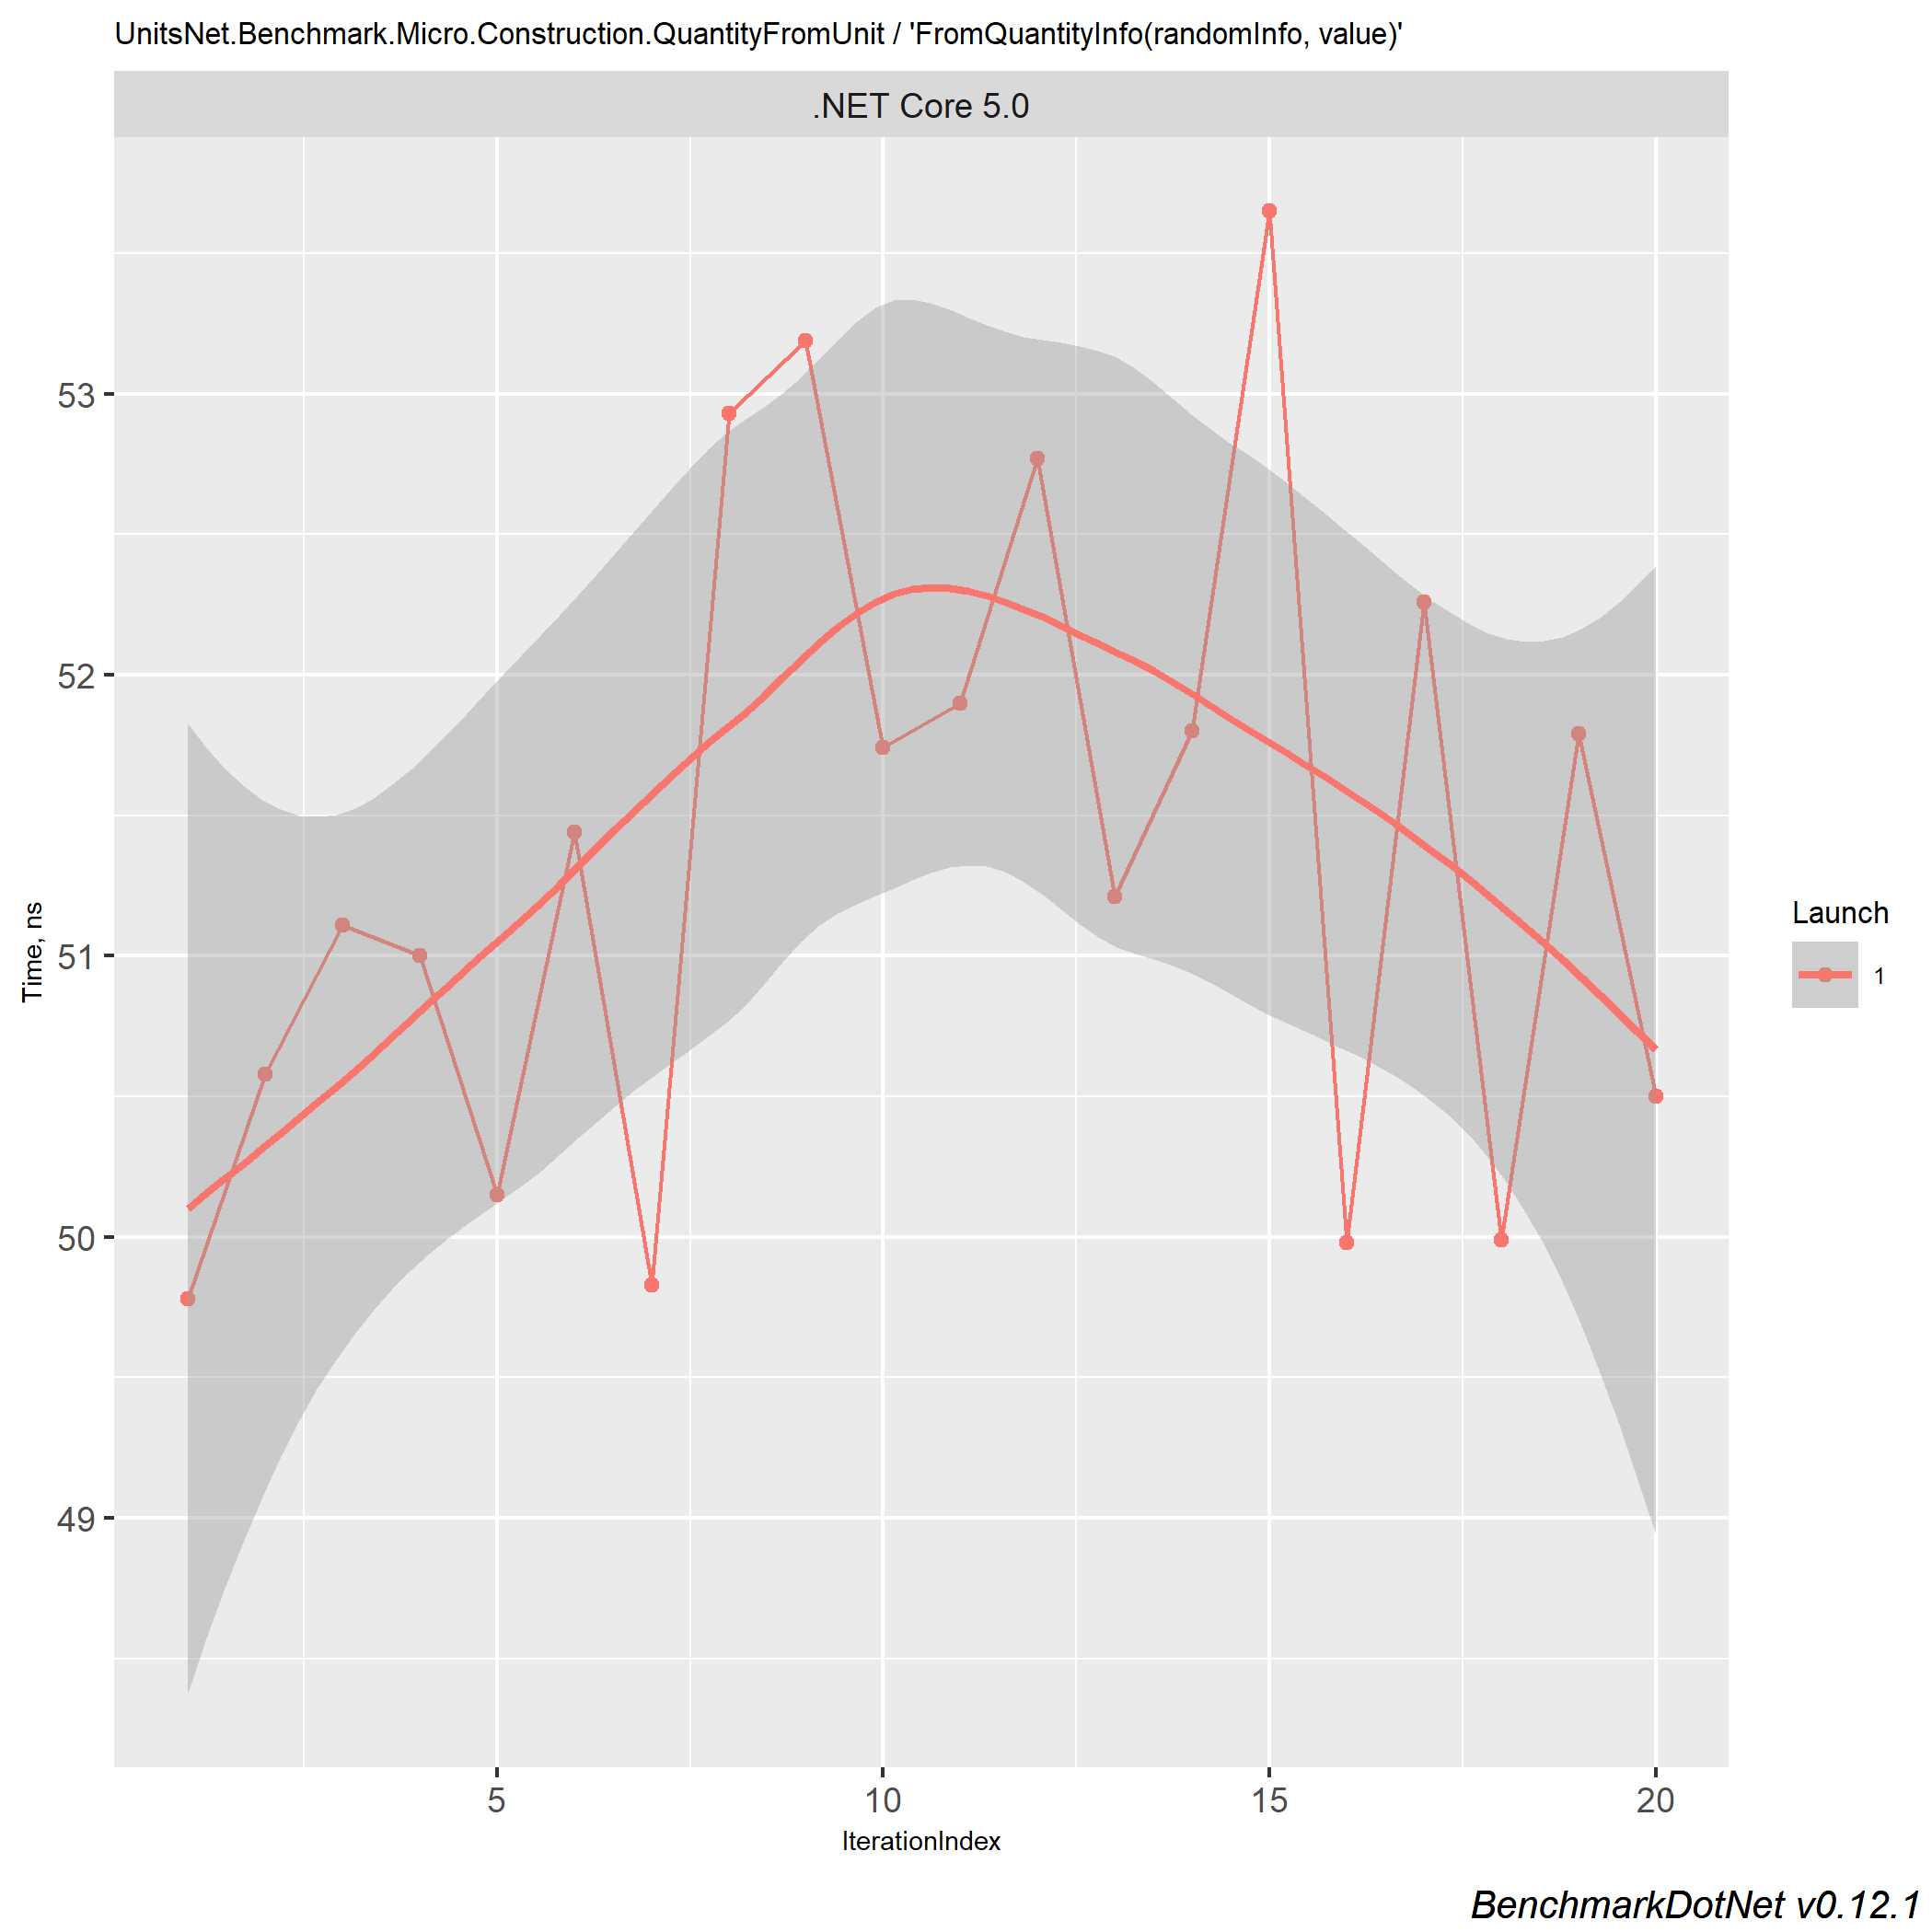 UnitsNet.Benchmark.Micro.Construction.QuantityFromUnit / 'FromQuantityInfo(randomInfo, value)'
.NET Core 5.0
53
52
51
50
49
Time, ns
5 10 15 20
IterationIndex
Launch
1
BenchmarkDotNet v0.12.1